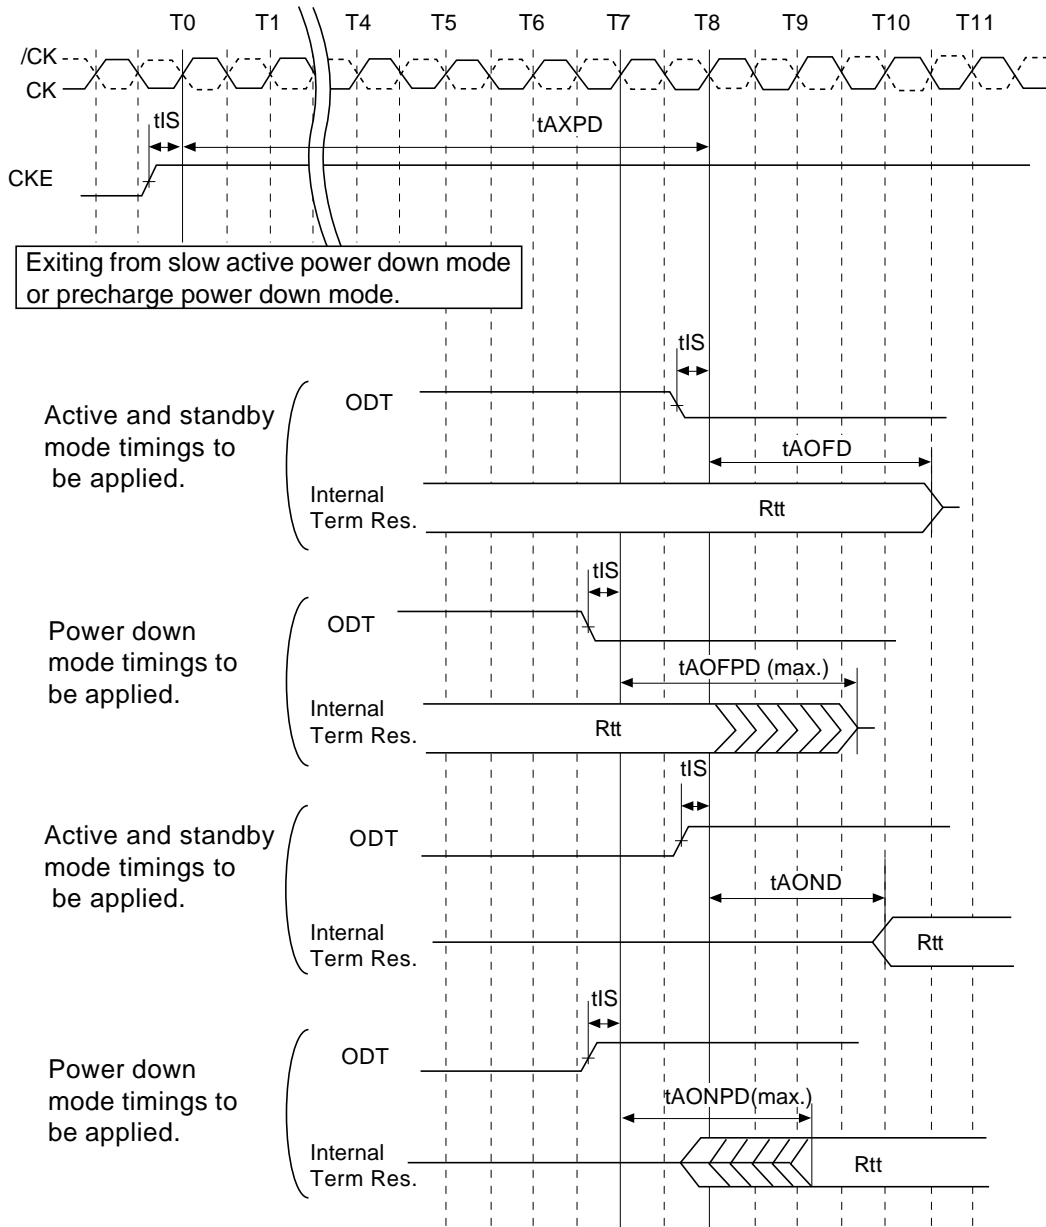 T0 T1 T4 T5 T6 T7 T8 T9 T10 T11
/CK
CK
tIS
tAXPD
CKE
Exiting from slow active power down mode
or precharge power down mode.
tIS
Active and standby
mode timings to
be applied.
ODT
tAOFD
Internal
Term Res.
Rtt
tIS
Power down
mode timings to
be applied.
ODT
tAOFPD (max.)
Internal
Term Res.
Rtt
tIS
Active and standby
mode timings to
be applied.
ODT
tAOND
Internal
Term Res.
Rtt
tIS
Power down
mode timings to
be applied.
ODT
tAONPD(max.)
Internal
Term Res.
Rtt